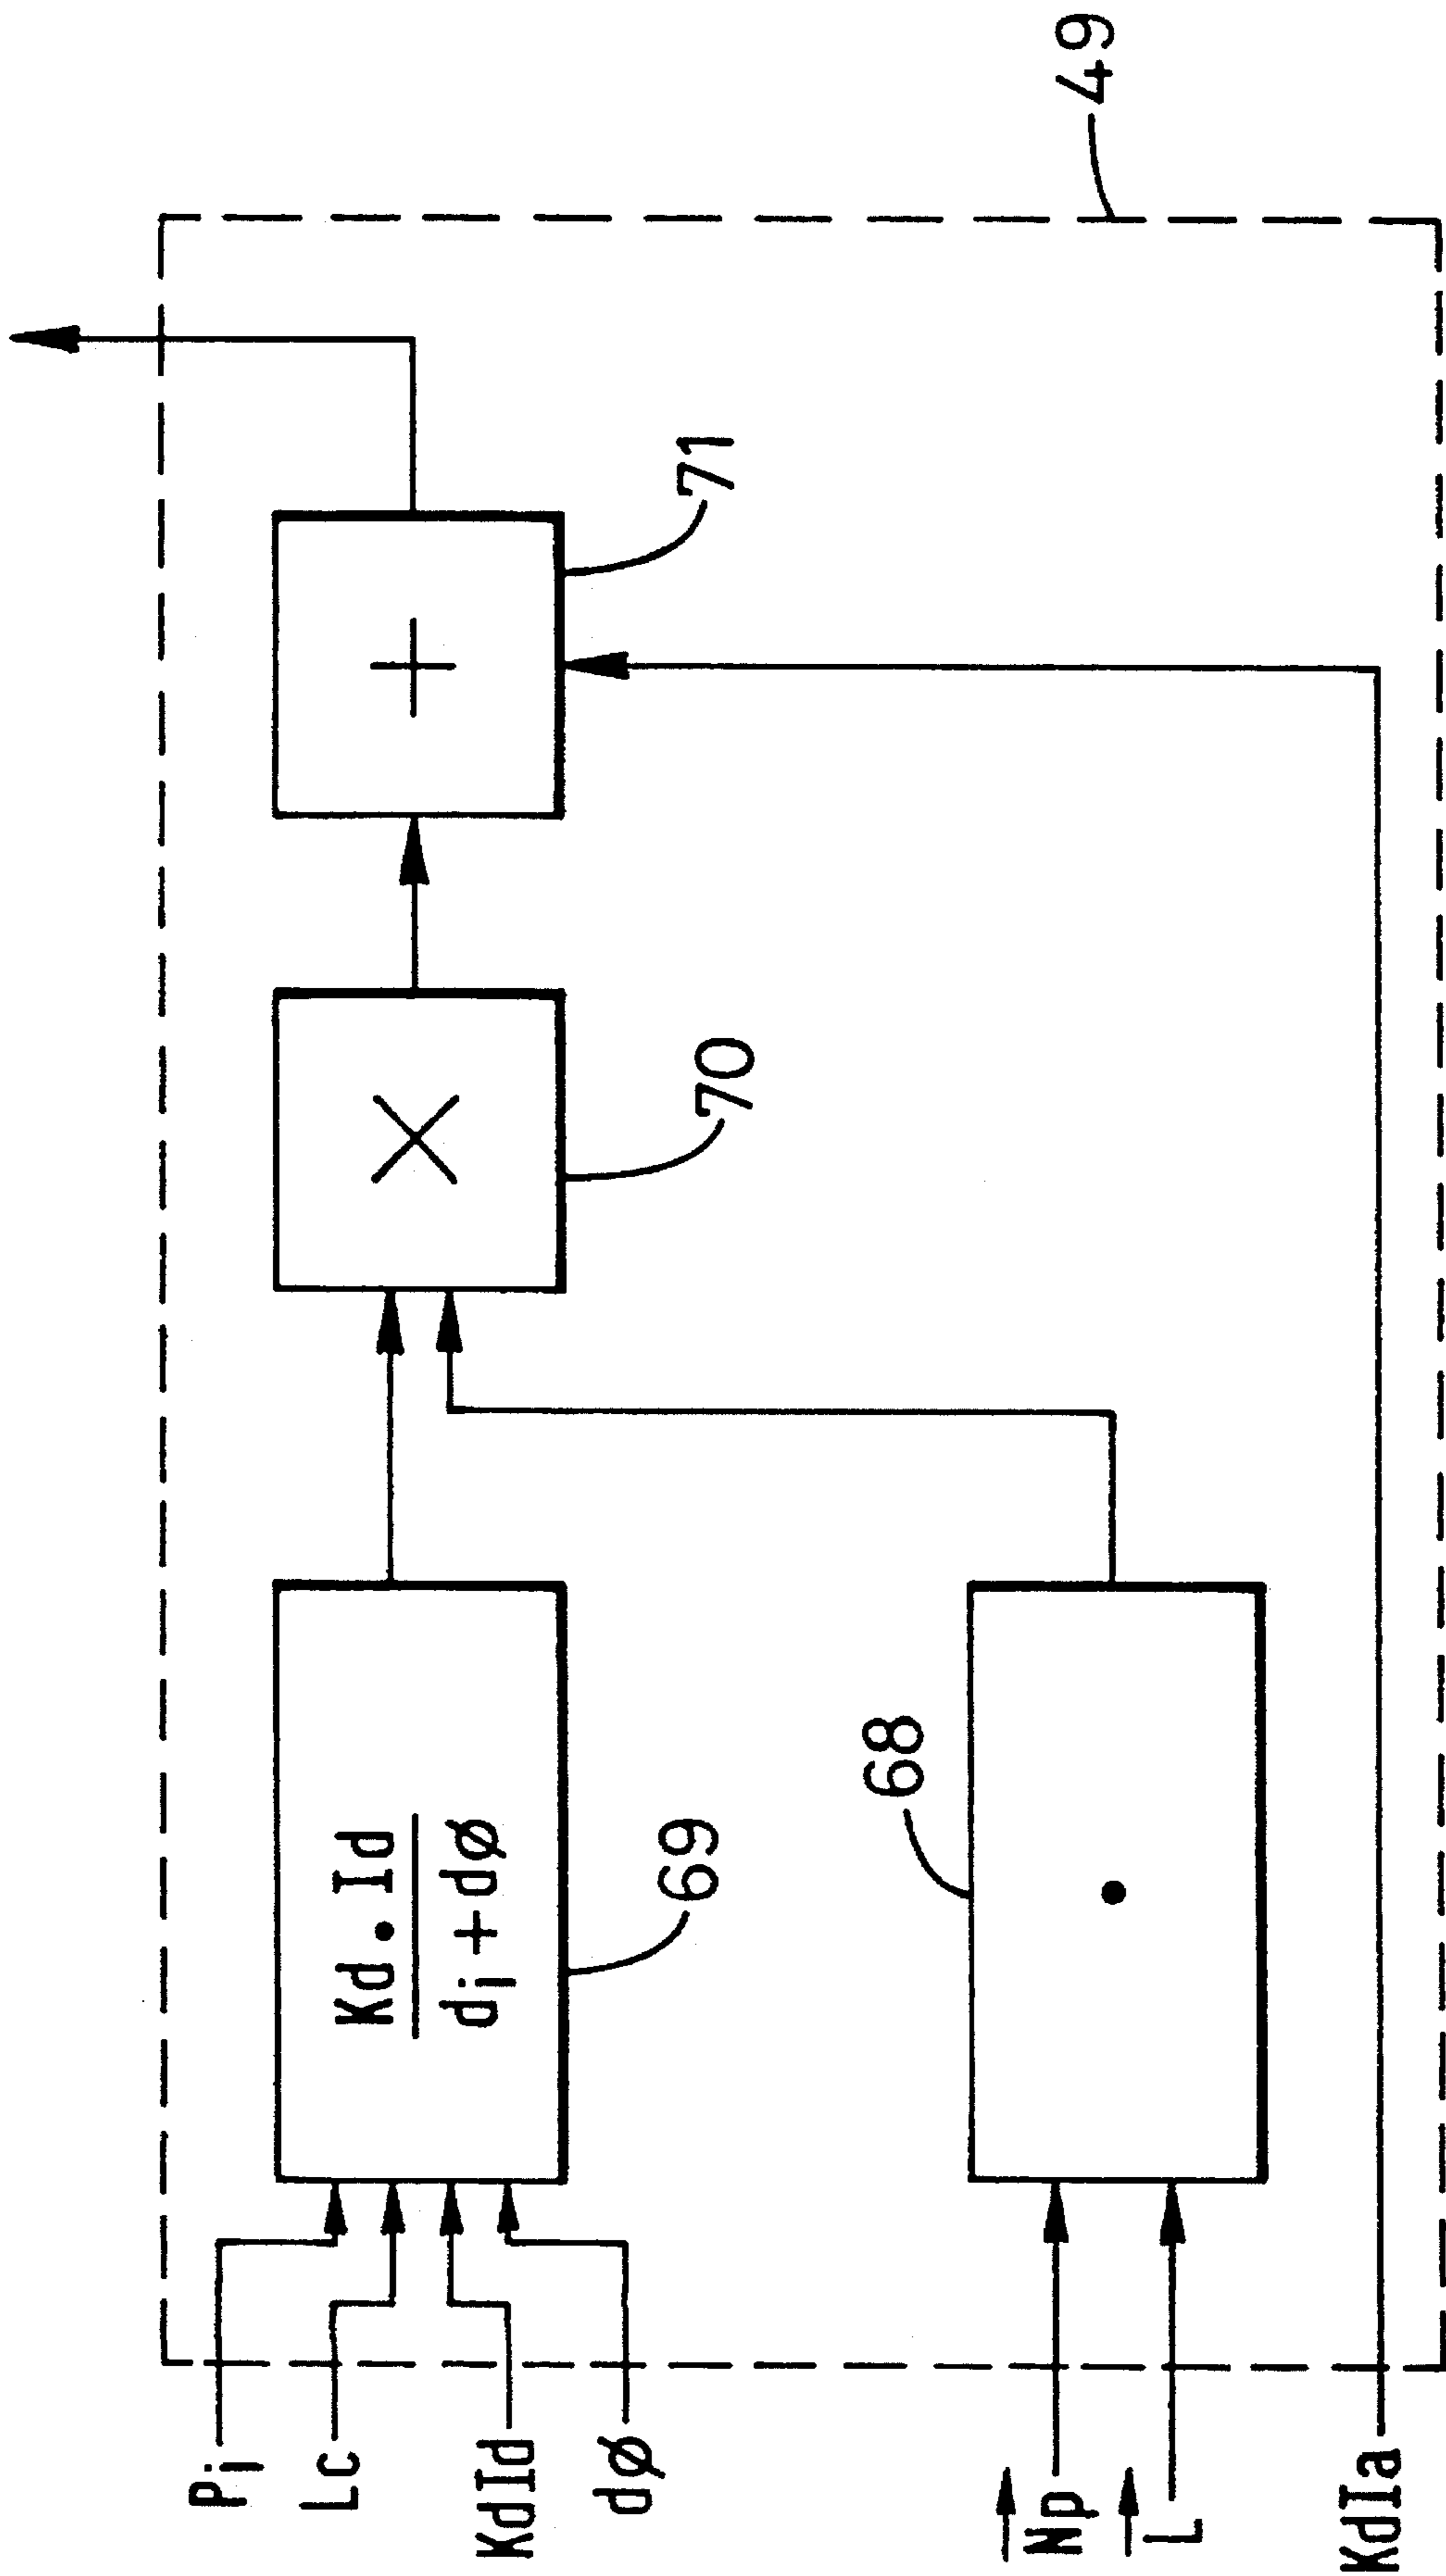 49
71
+
×
70
Kd•Id
di+dø
69
68
•
Pi
Lc
KdId
dø
Np
L
KdIa